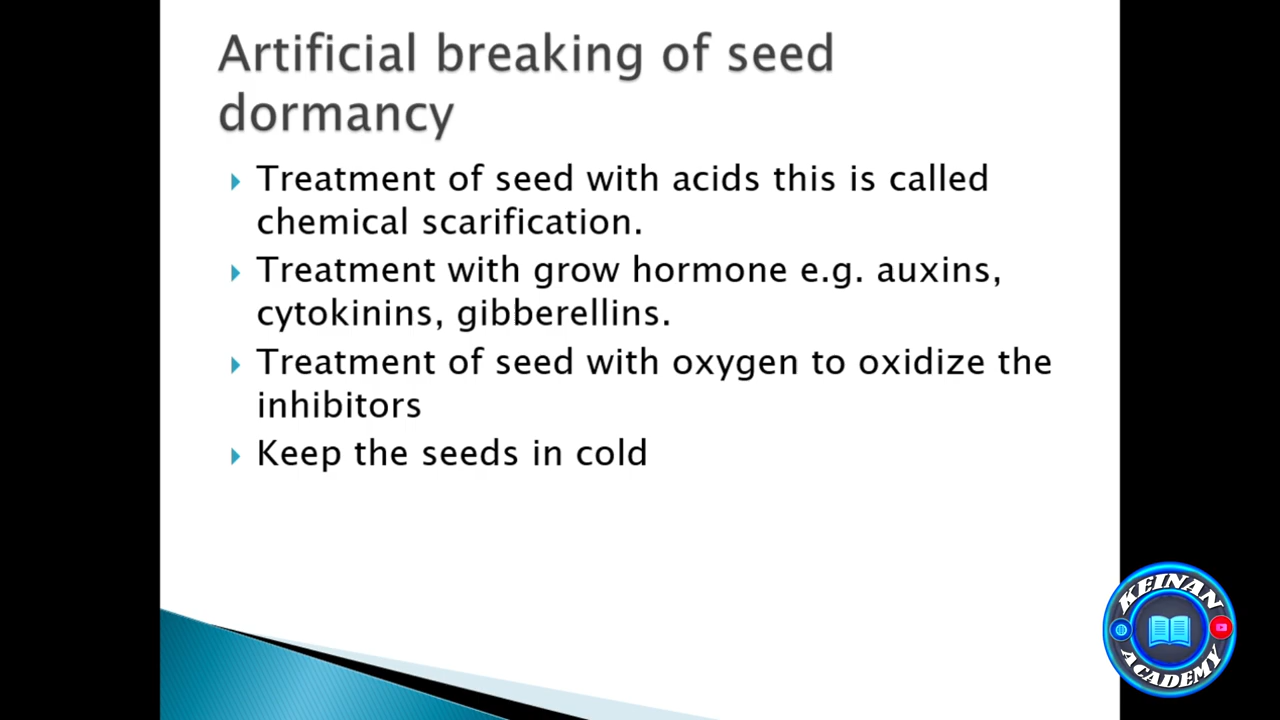 Artificial breaking of seed
dormancy
Treatment of seed with acids this is called
chemical scarification.
Treatment with grow hormone e.g. auxins,
cytokinins, gibberellins.
Treatment of seed with oxygen to oxidize the
inhibitors
Keep the seeds in cold
KEINAN
ACADEMY